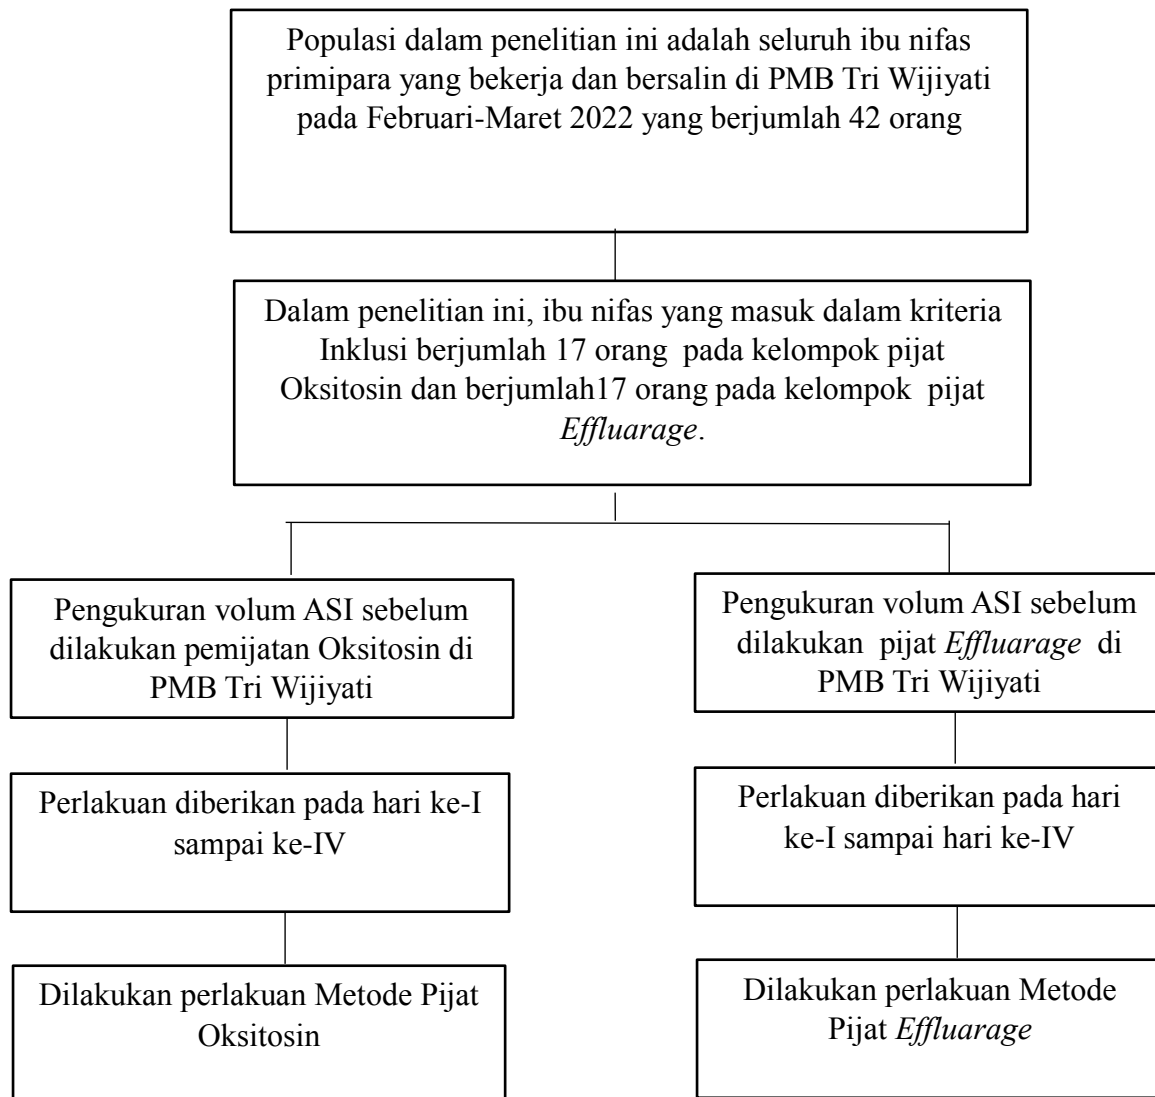 Populasi dalam penelitian ini adalah seluruh ibu nifas
primipara yang bekerja dan bersalin di PMB Tri Wijiyati
pada Februari-Maret 2022 yang berjumlah 42 orang
Dalam penelitian ini, ibu nifas yang masuk dalam kriteria
Inklusi berjumlah 17 orang pada kelompok pijat
Oksitosin dan berjumlah17 orang pada kelompok pijat
Effluarage.
Pengukuran volum ASI sebelum
dilakukan pemijatan Oksitosin di
PMB Tri Wijiyati
Pengukuran volum ASI sebelum
dilakukan pijat Effluarage di
PMB Tri Wijiyati
Perlakuan diberikan pada hari ke-I
sampai ke-IV
Perlakuan diberikan pada hari
ke-I sampai hari ke-IV
Dilakukan perlakuan Metode Pijat
Oksitosin
Dilakukan perlakuan Metode
Pijat Effluarage